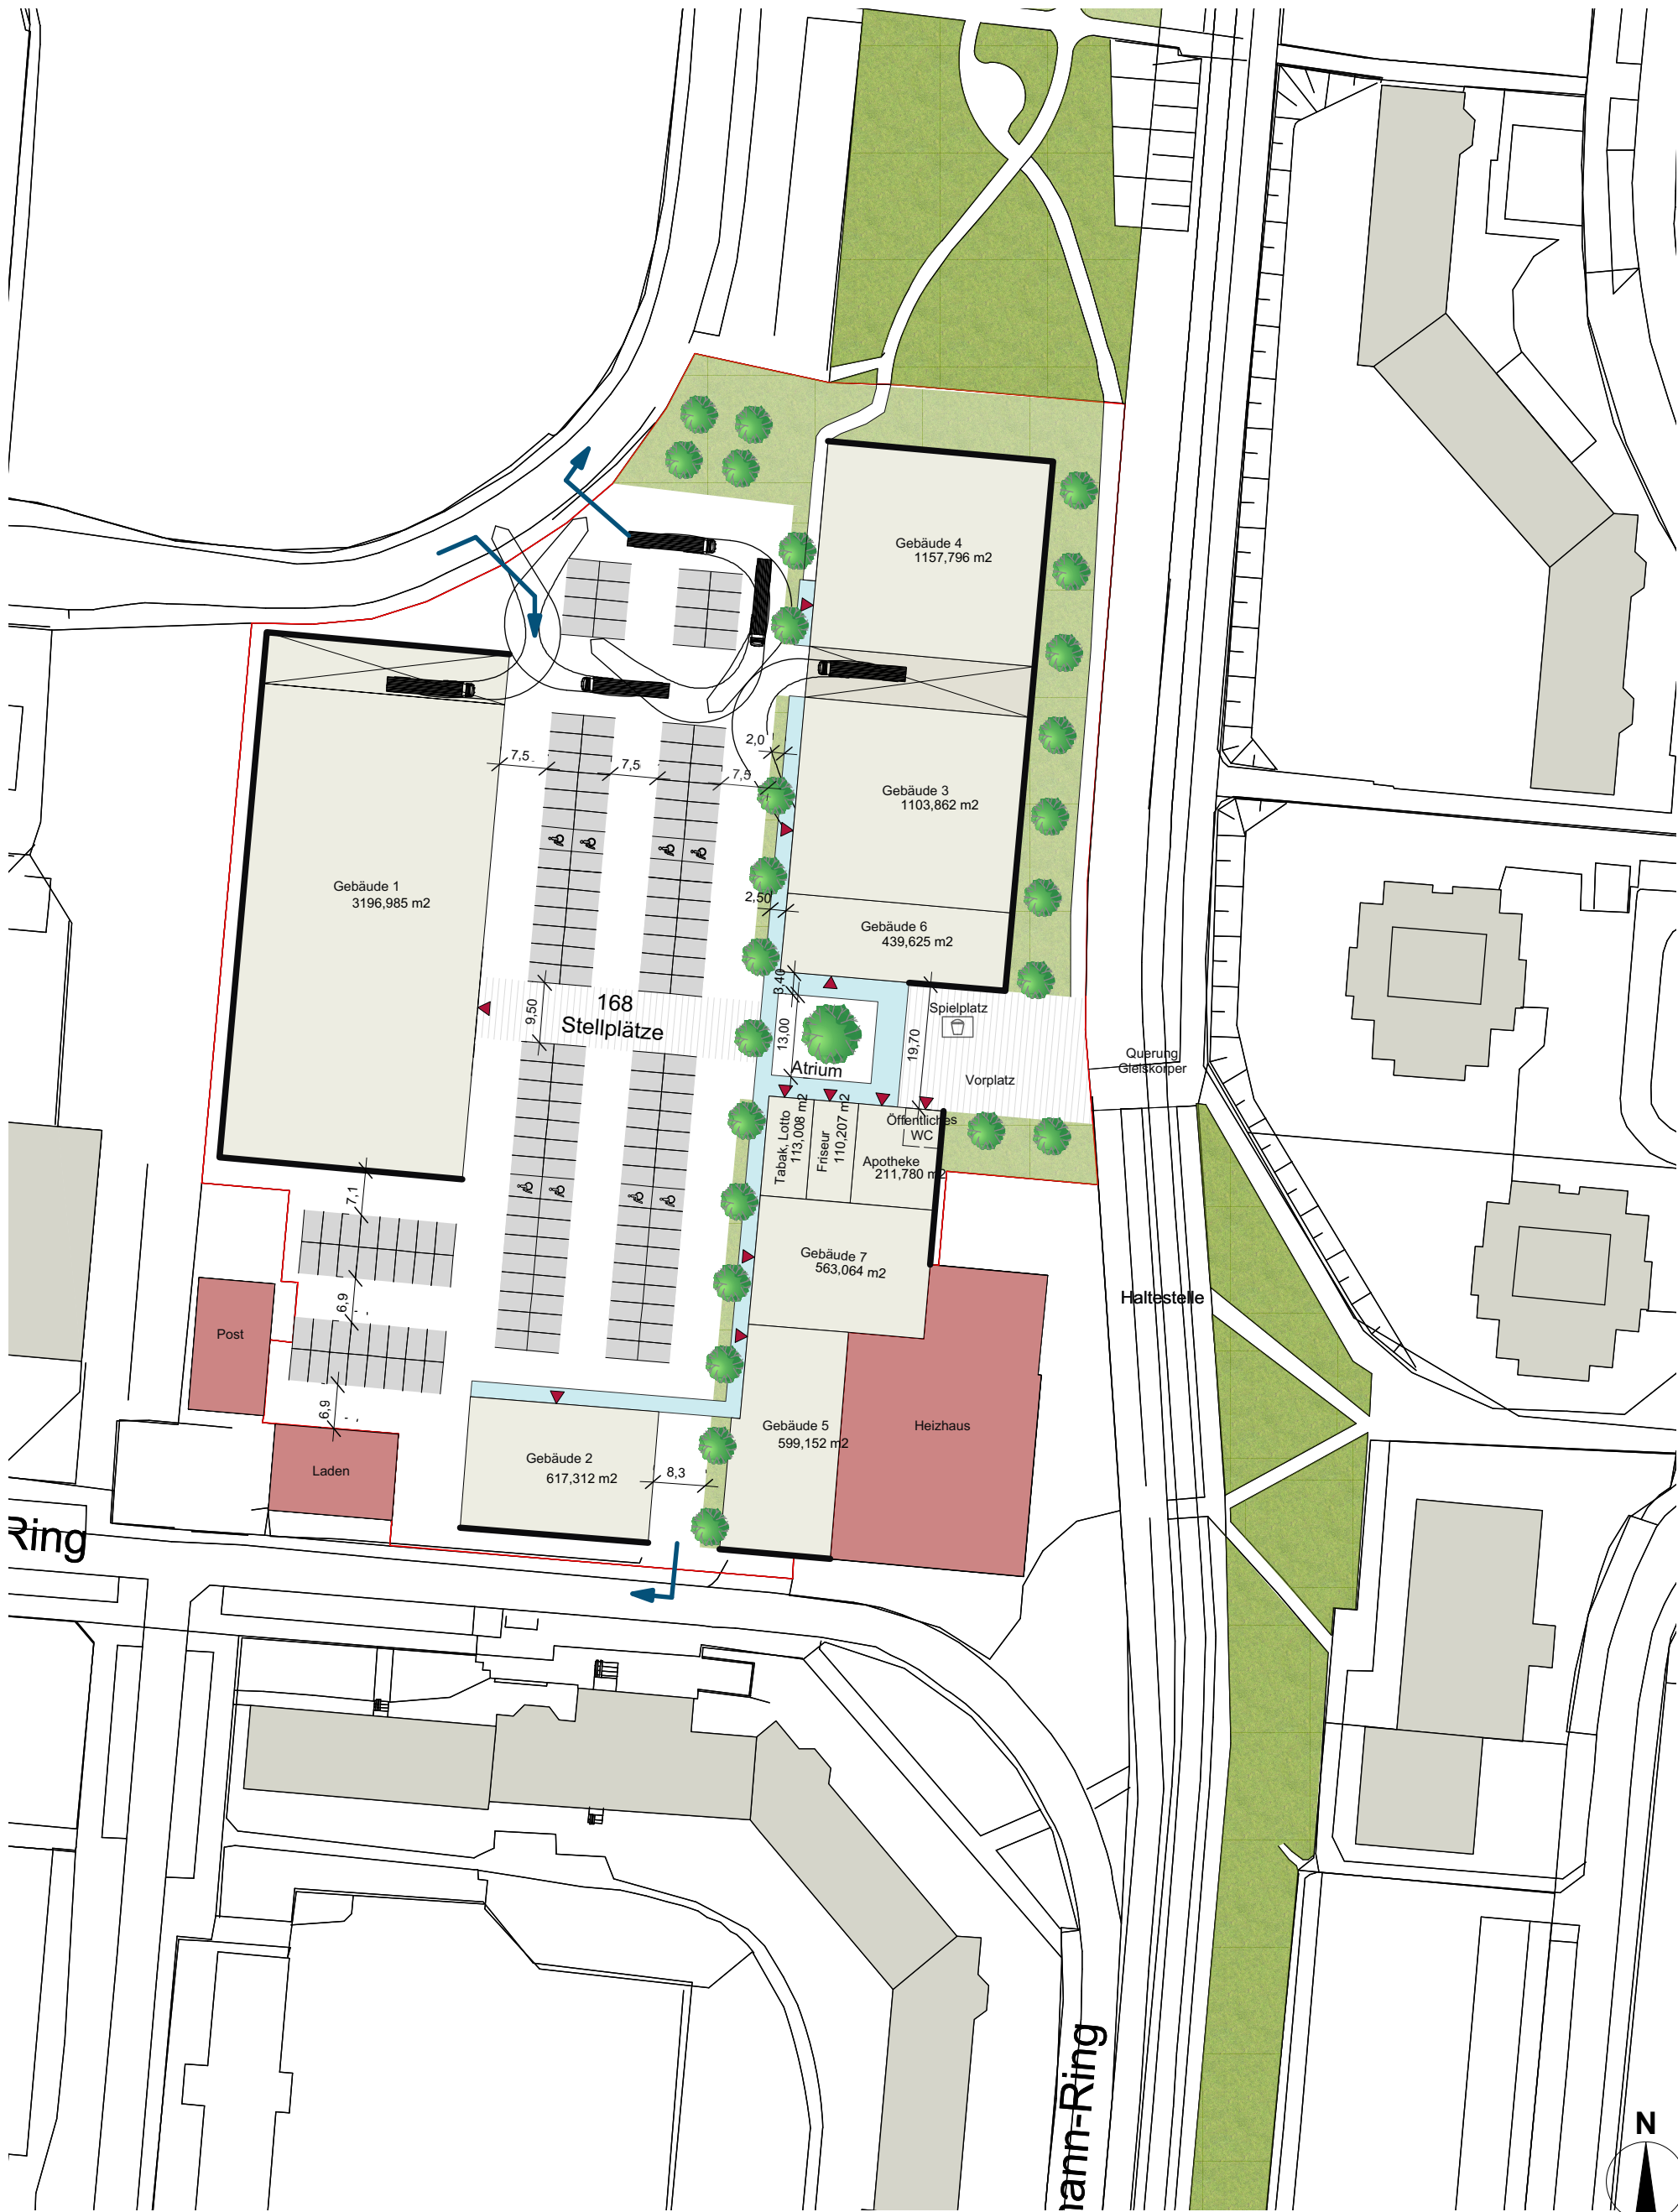 Gebäude 4
1157,796 m2
2,0
7,5
7,5
7,5
Gebäude 3
1103,862 m2
Gebäude 1
3196,985 m2
2,50
Gebäude 6
439,625 m2
3,40
168
Stellplätze
9,50
13,00
19,70
Spielplatz
Atrium
Vorplatz
Querung
Gleiskörper
Tabak, Lotto
113,008 m2
Friseur
110,207 m2
Öffentliches
WC
Apotheke
211,780 m2
7,1
Gebäude 7
563,064 m2
6,9
Haltestelle
Post
6,9
Gebäude 5
599,152 m2
Heizhaus
Gebäude 2
617,312 m2
8,3
Laden
Ring
mann-Ring
N